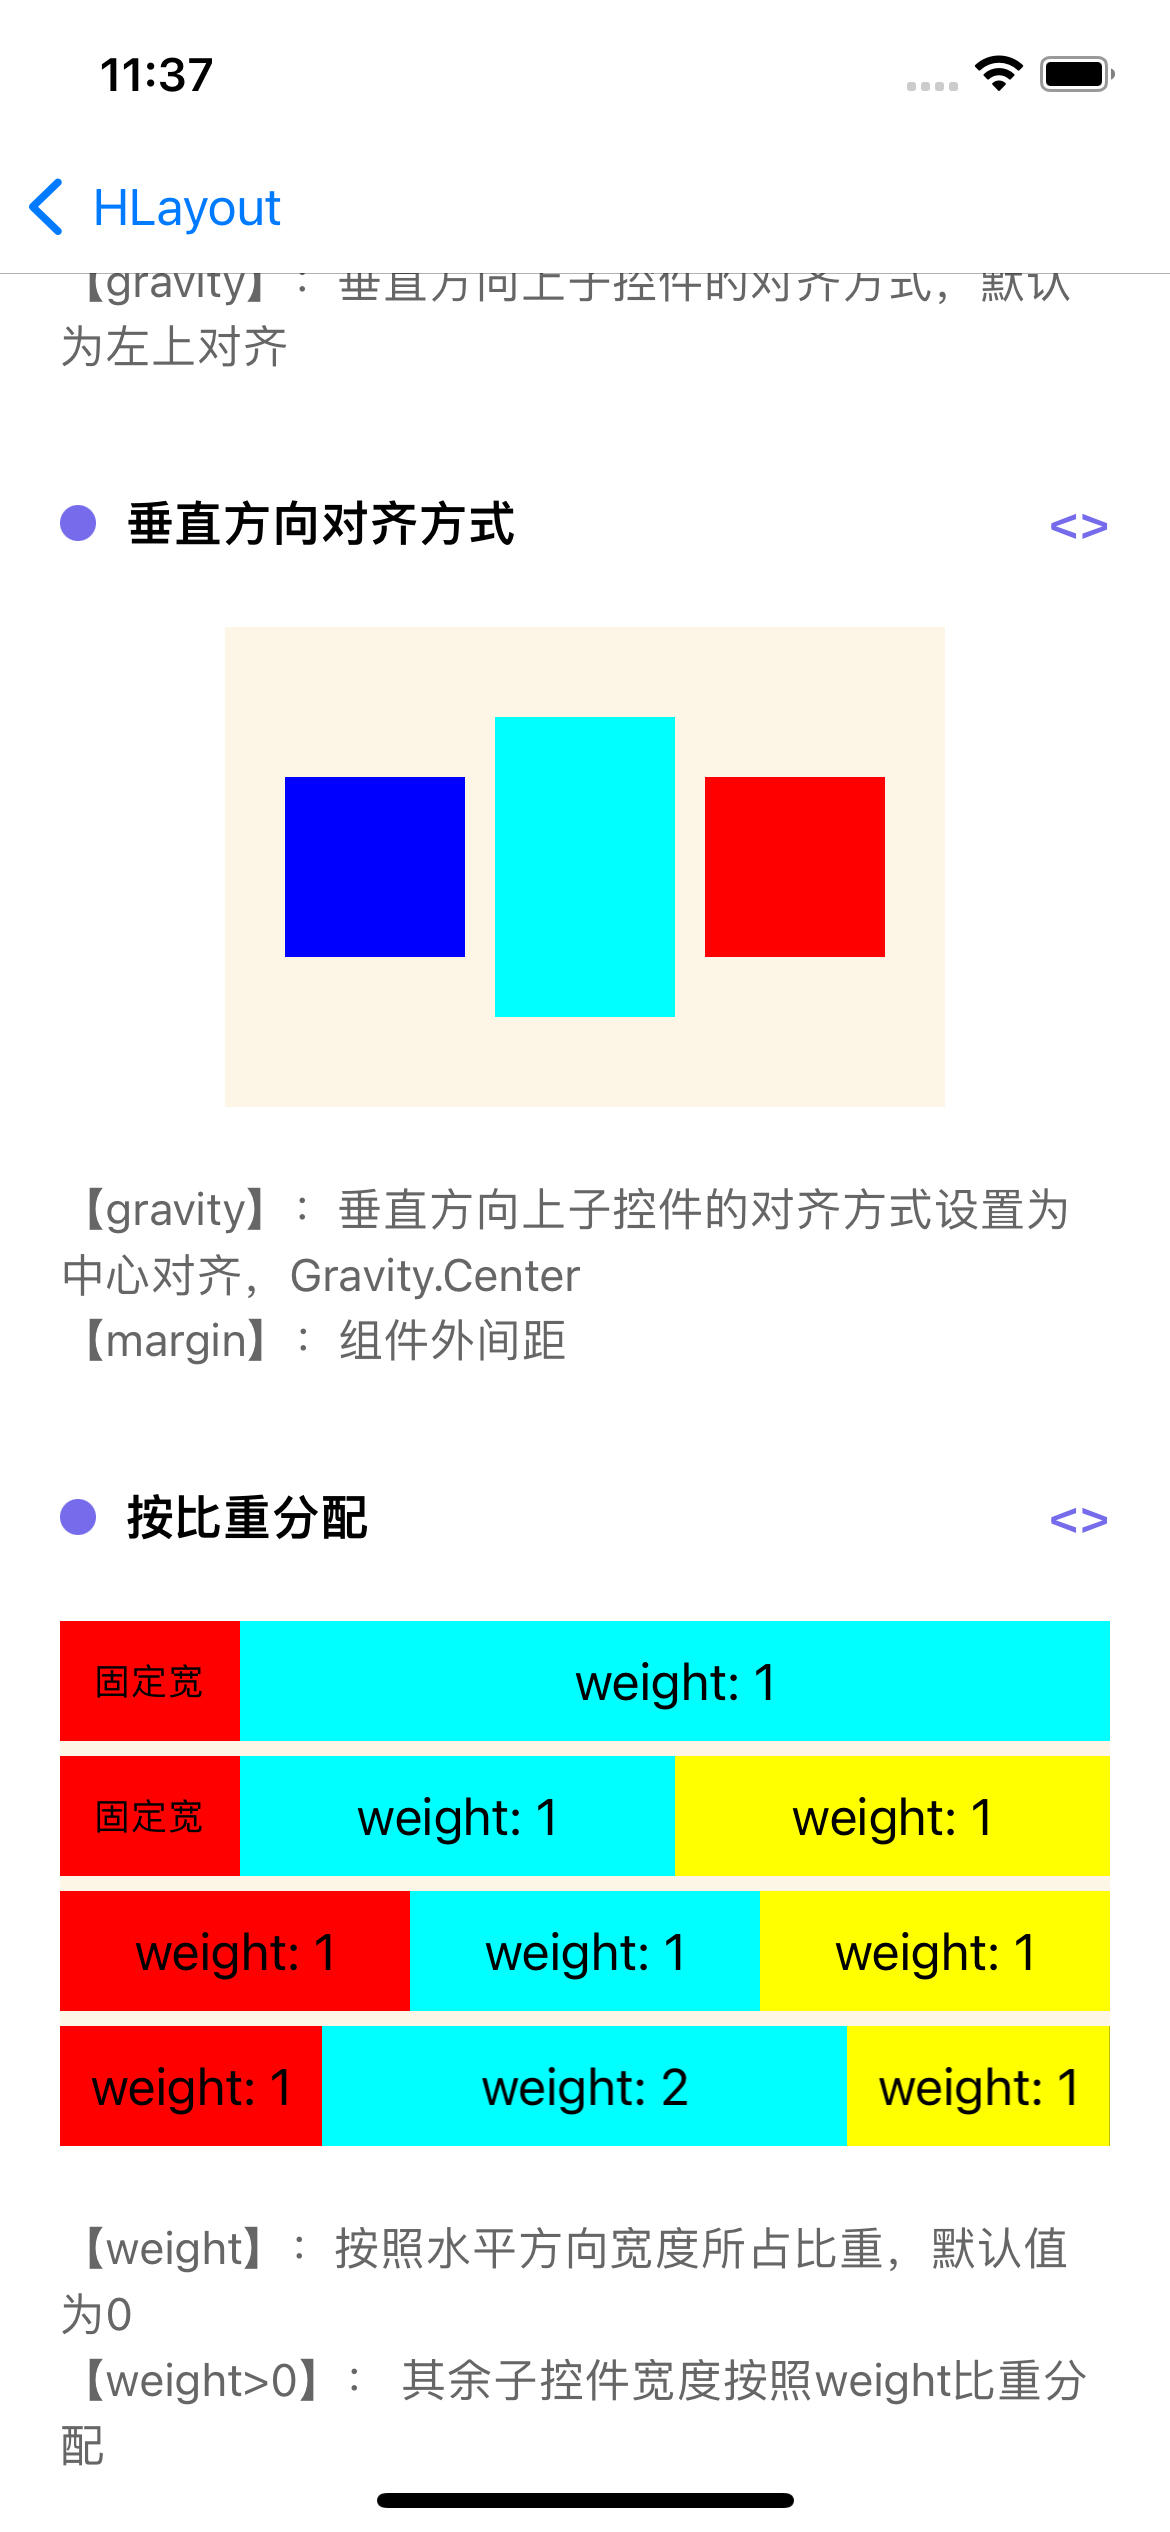 11:37
HLayout
【gravity】：垂直方向上子控件的对齐方式，默认
为左上对齐
垂直方向对齐方式
<>
【gravity】：垂直方向上子控件的对齐方式设置为
中心对齐，Gravity.Center
【margin】：组件外间距
按比重分配
<>
固定宽 weight: 1
固定宽 weight: 1 weight: 1
weight: 1 weight: 1 weight: 1
weight: 1 weight: 2 weight: 1
【weight】：按照水平方向宽度所占比重，默认值
为0
【weight>0】： 其余子控件宽度按照weight比重分
配